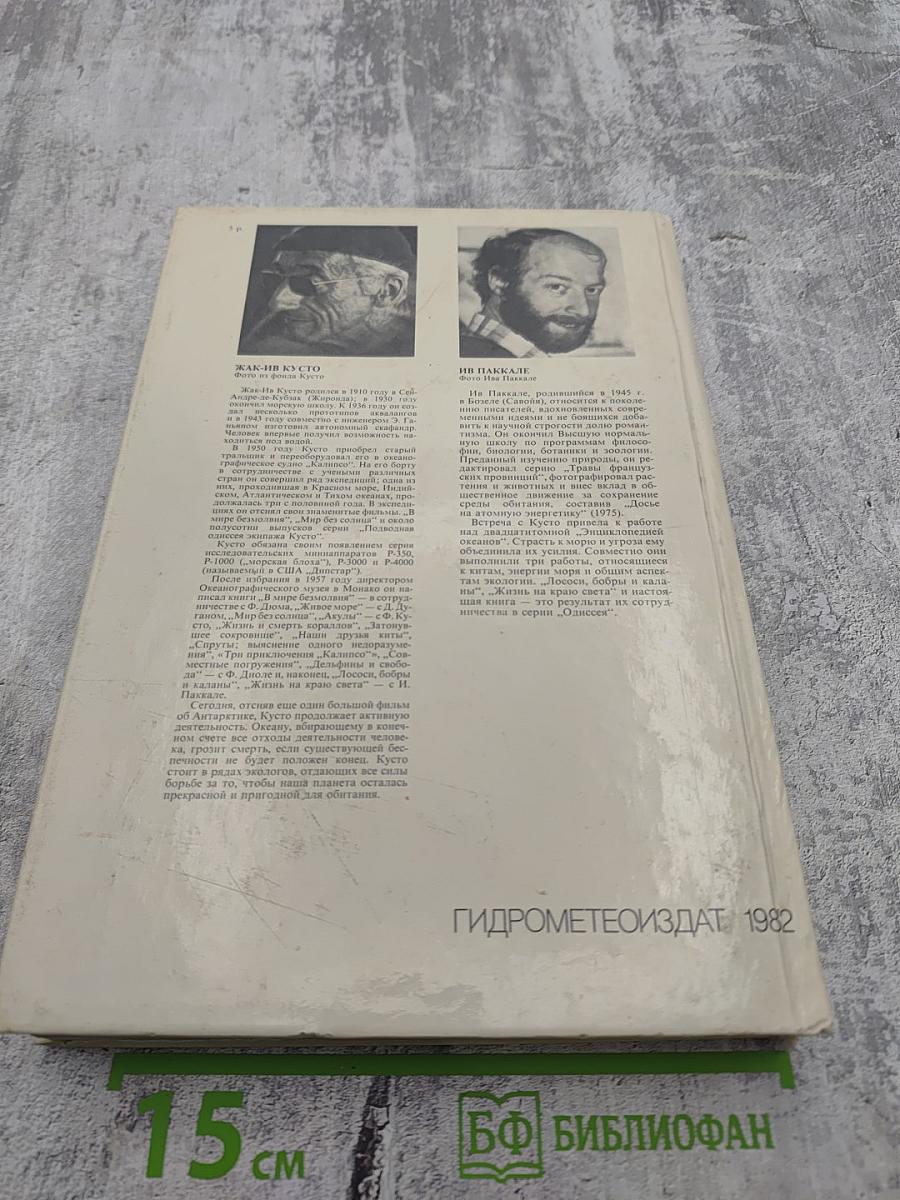 5 р.
ЖАК-ИВ КУСТО
Фото из фонда Кусто
Жак-Ив Кусто родился в 1910 году в Сен-
Андре-де-Кубзак (Жиронда); в 1930 году
окончил морскую школу. К 1936 году он соз-
дал несколько прототипов аквалангов
и в 1943 году совместно с инженером Э. Га-
ньяном изготовил автономный скафандр.
Человек впервые получил возможность на-
ходиться под водой.
В 1950 году Кусто приобрел старый
тральщик и переоборудовал его в океано-
графическое судно „Калипсо“. На его борту
в сотрудничестве с учеными различных
стран он совершил ряд экспедиций; одна из
них, проходившая в Красном море, Индий-
ском, Атлантическом и Тихом океанах, про-
должалась три с половиной года. В экспеди-
циях он отснял свои знаменитые фильмы. „В
мире безмолвия“, „Мир без солнца“ и около
полусотни выпусков серии „Подводная
одиссея экипажа Кусто“.
Кусто обязана своим появлением серия
исследовательских миниаппаратов Р-350,
Р-1000 („морская блоха“), Р-3000 и Р-4000
(называемый в США „Дипстар“).
После избрания в 1957 году директором
Океанографического музея в Монако он на-
писал книги „В мире безмолвия“ — в сотруд-
ничестве с Ф. Дюма, „Живое море“ — с Д. Ду-
ганом, „Мир без солнца“, „Акулы“ — с Ф. Ку-
сто, „Жизнь и смерть кораллов“, „Затонув-
шее сокровище“, „Наши друзья киты“,
„Спруты: выяснение одного недоразуме-
ния“, «Три приключения „Калипсо“», „Сов-
местные погружения“, „Дельфины и свобо-
да“ — с Ф. Диоле и, наконец, „Лососи, бобры
и каланы“, „Жизнь на краю света“ — с И.
Паккале.
Сегодня, отсняв еще один большой фильм
об Антарктике, Кусто продолжает активную
деятельность. Океану, вбирающему в конеч-
ном счете все отходы деятельности челове-
ка, грозит смерть, если существующей бес-
печности не будет положен конец. Кусто
стоит в рядах экологов, отдающих все силы
борьбе за то, чтобы наша планета осталась
прекрасной и пригодной для обитания.
ИВ ПАККАЛЕ
Фото Ива Паккале
Ив Паккале, родившийся в 1945 г.
в Бозеле (Савойя), относится к поколе-
нию писателей, вдохновленных совре-
менными идеями и не боящихся доба-
вить к научной строгости долю роман-
тизма. Он окончил Высшую нормаль-
ную школу по программам филосо-
фии, биологии, ботаники и зоологии.
Преданный изучению природы, он ре-
дактировал серию „Травы француз-
ских провинций“, фотографировал рас-
тения и животных и внес вклад в об-
щественное движение за сохранение
среды обитания, составив „Досье
на атомную энергетику“ (1975).
Встреча с Кусто привела к работе
над двадцатитомной „Энциклопедией
океанов“. Страсть к морю и угроза ему
объединила их усилия. Совместно они
выполнили три работы, относящиеся
к китам, энергии моря и общим аспек-
там экологии. „Лососи, бобры и кала-
ны“, „Жизнь на краю света“ и настоя-
щая книга — это результат их сотруд-
ничества в серии „Одиссея“.
ГИДРОМЕТЕОИЗДАТ 1982
15 см
БФ БИБЛИОФАН